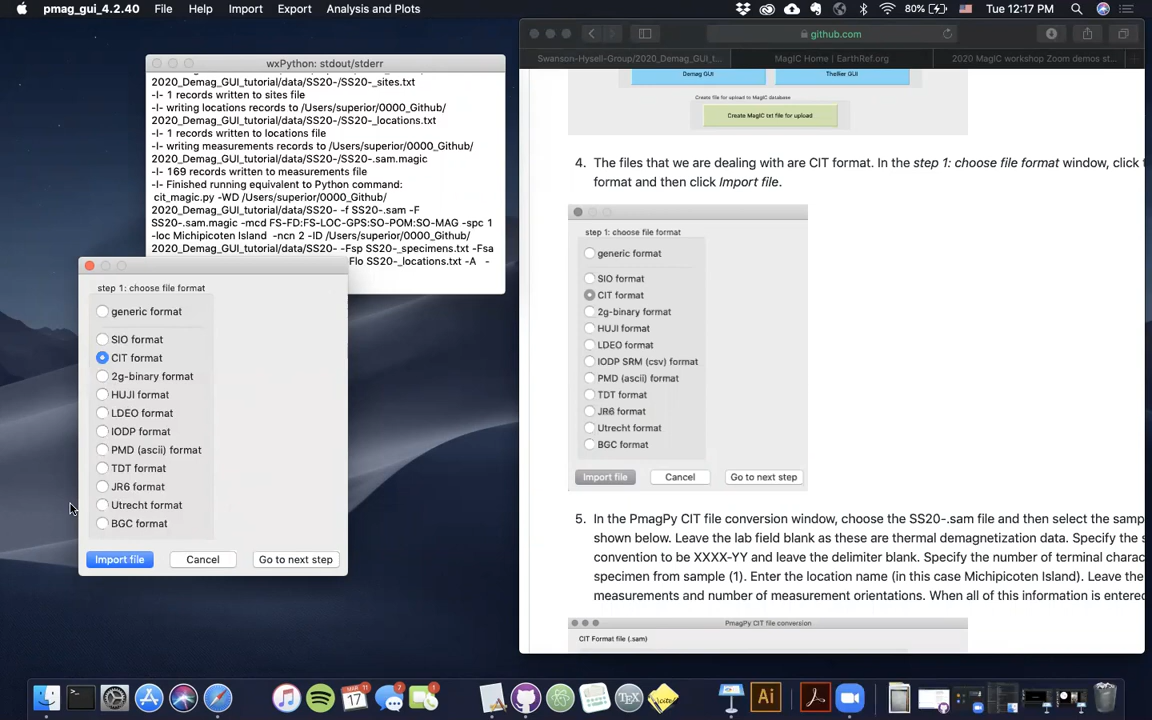 pmag_gui_4.2.40 File Help Import Export Analysis and Plots 80% Tue 12:17 PM
wxPython: stdout/stderr
2020_Demag_GUI_tutorial/data/SS20-/SS20-_sites.txt
-I- 1 records written to sites file
-I- writing locations records to /Users/superior/0000_Github/
2020_Demag_GUI_tutorial/data/SS20-/SS20-_locations.txt
-I- 1 records written to locations file
-I- writing measurements records to /Users/superior/0000_Github/
2020_Demag_GUI_tutorial/data/SS20-/SS20-.sam.magic
-I- 169 records written to measurements file
-I- Finished running equivalent to Python command:
cit_magic.py -WD /Users/superior/0000_Github/
2020_Demag_GUI_tutorial/data/SS20- -f SS20-.sam -F
SS20-.sam.magic -mcd FS-FD:FS-LOC-GPS:SO-POM:SO-MAG -spc 1
-loc Michipicoten Island -ncn 2 -ID /Users/superior/0000_Github/
2020_Demag_GUI_tutorial/data/SS20- -Fsp SS20-_specimens.txt -Fsa
Flo SS20-_locations.txt -A -
step 1: choose file format
generic format
SIO format
CIT format
2g-binary format
HUJI format
LDEO format
IODP format
PMD (ascii) format
TDT format
JR6 format
Utrecht format
BGC format
Import file Cancel Go to next step
github.com
Swanson-Hysell-Group/2020_Demag_GUI_t... MagIC Home | EarthRef.org 2020 MagIC workshop Zoom demos st...
Demag GUI Thellier GUI
Create file for upload to MagIC database
Create MagIC txt file for upload
4. The files that we are dealing with are CIT format. In the step 1: choose file format window, click
format and then click Import file.
step 1: choose file format
generic format
SIO format
CIT format
2g-binary format
HUJI format
LDEO format
IODP SRM (csv) format
PMD (ascii) format
TDT format
JR6 format
Utrecht format
BGC format
Import file Cancel Go to next step
5. In the PmagPy CIT file conversion window, choose the SS20-.sam file and then select the samp
shown below. Leave the lab field blank as these are thermal demagnetization data. Specify the s
convention to be XXXX-YY and leave the delimiter blank. Specify the number of terminal charac
specimen from sample (1). Enter the location name (in this case Michipicoten Island). Leave the
measurements and number of measurement orientations. When all of this information is entered
PmagPy CIT file conversion
CIT Format file (.sam)